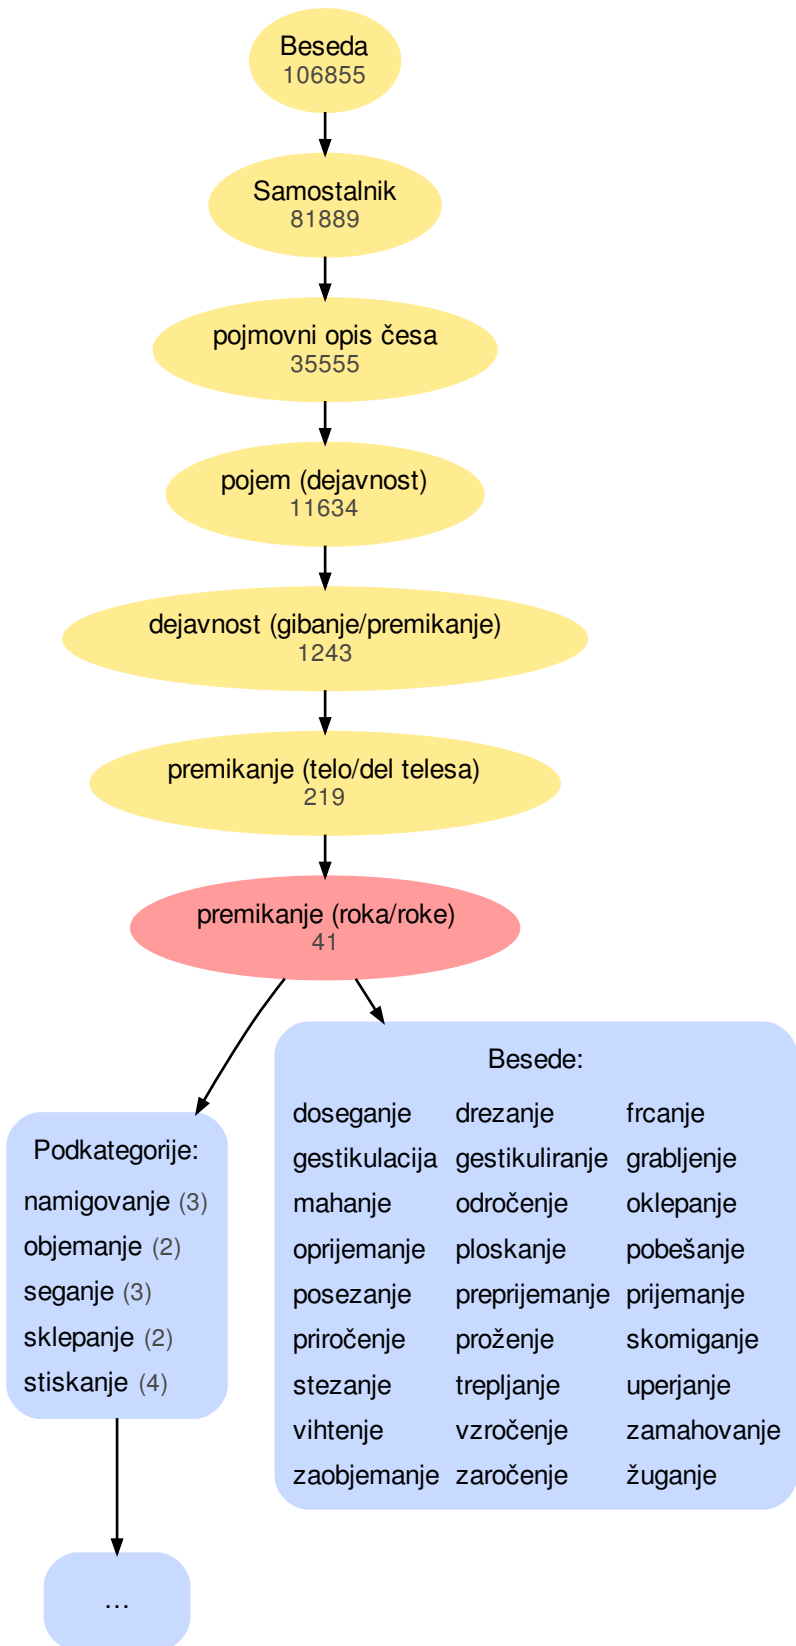 Beseda
106855
Samostalnik
81889
pojmovni opis česa
35555
pojem (dejavnost)
11634
dejavnost (gibanje/premikanje)
1243
premikanje (telo/del telesa)
219
premikanje (roka/roke)
41
Podkategorije:
namigovanje (3)
objemanje (2)
seganje (3)
sklepanje (2)
stiskanje (4)
...
Besede:
doseganje drezanje frcanje
gestikulacija gestikuliranje grabljenje
mahanje odročenje oklepanje
oprijemanje ploskanje pobešanje
posezanje preprijemanje prijemanje
priročenje proženje skomiganje
stezanje trepljanje uperjanje
vihtenje vzročenje zamahovanje
zaobjemanje zaročenje žuganje